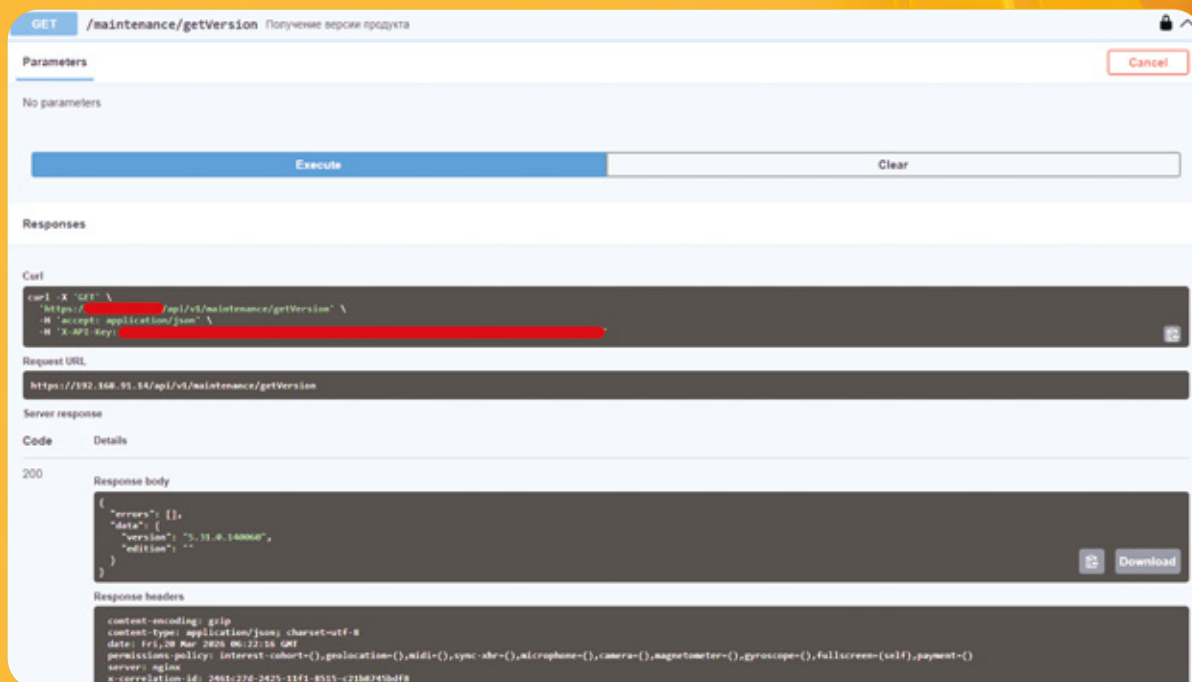 GET /maintenance/getVersion Получение версии продукта
Parameters
Cancel
No parameters
Execute
Clear
Responses
Curl
curl -X 'GET' \
'https:/ /api/v1/maintenance/getVersion' \
-H 'accept: application/json' \
-H 'X-API-Key: '
Request URL
https://192.168.91.14/api/v1/maintenance/getVersion
Server response
Code Details
200
Response body
{
"errors": [],
"data": {
"version": "5.31.0.140060",
"edition": ""
}
}
Download
Response headers
content-encoding: gzip
content-type: application/json; charset=utf-8
date: Fri,20 Mar 2026 06:22:16 GMT
permissions-policy: interest-cohort=(),geolocation=(),midi=(),sync-xhr=(),microphone=(),camera=(),magnetometer=(),gyroscope=(),fullscreen=(self),payment=()
server: nginx
x-correlation-id: